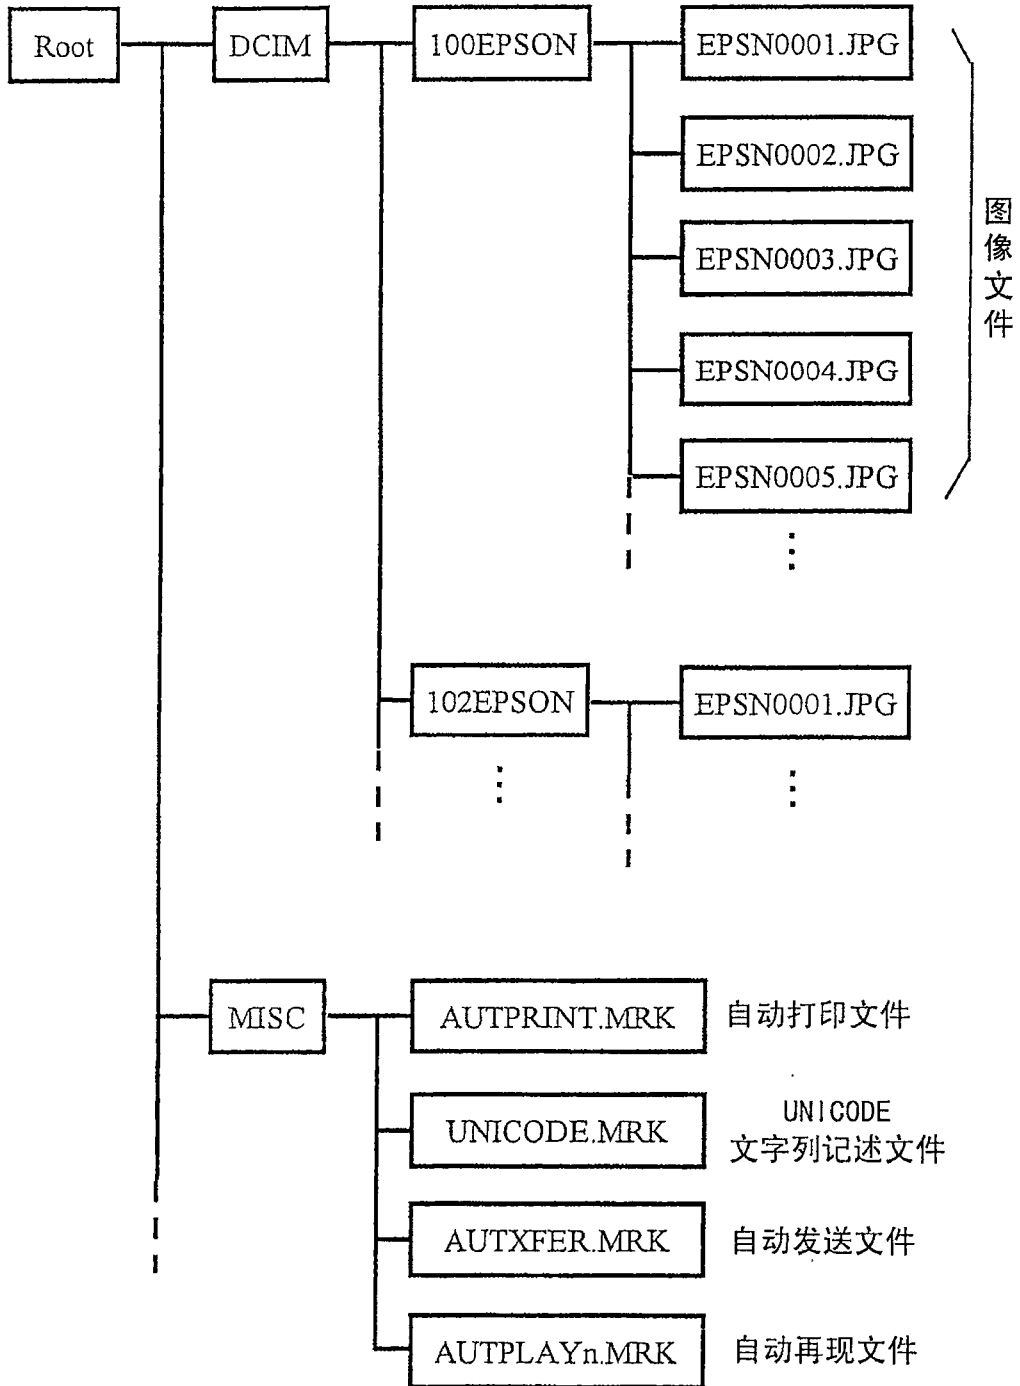 Root
DCIM
100EPSON
EPSN0001.JPG
EPSN0002.JPG
EPSN0003.JPG
EPSN0004.JPG
EPSN0005.JPG
图像文件
102EPSON
EPSN0001.JPG
MISC
AUTPRINT.MRK
自动打印文件
UNICODE.MRK
UNICODE
文字列记述文件
AUTXFER.MRK
自动发送文件
AUTPLAYn.MRK
自动再现文件